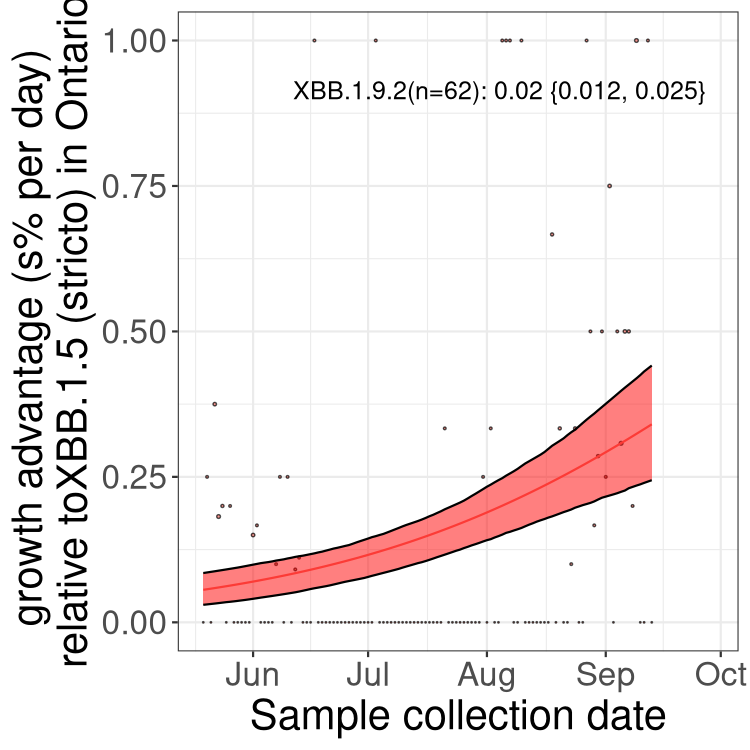 growth advantage (s% per day)
relative toXBB.1.5 (stricto) in Ontario
1.00
0.75
0.50
0.25
0.00
XBB.1.9.2(n=62): 0.02 {0.012, 0.025}
Jun Jul Aug Sep Oct
Sample collection date